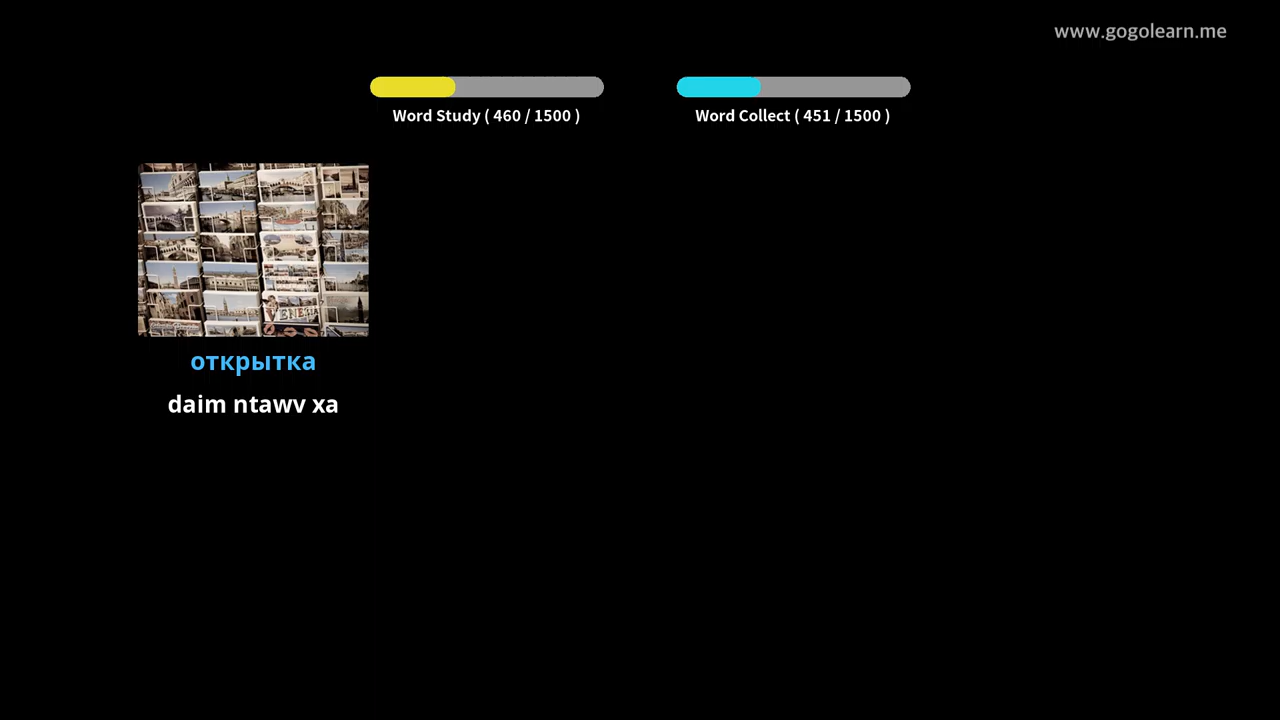 www.gogolearn.me
Word Study ( 460 / 1500 )
Word Collect ( 451 / 1500 )
открытка
daim ntawv xa